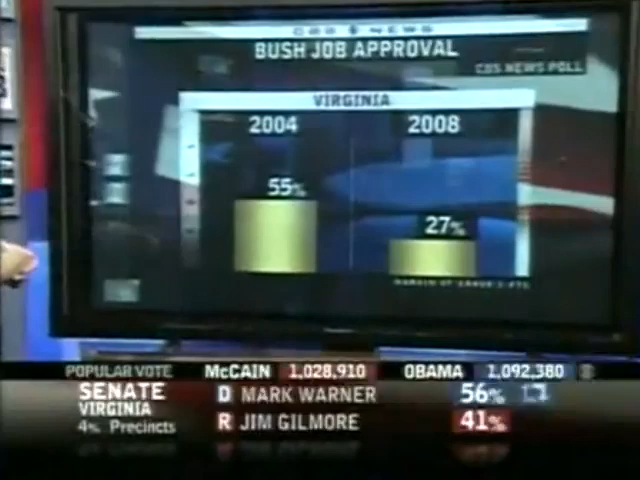 CBS NEWS
BUSH JOB APPROVAL
CBS NEWS POLL
VIRGINIA
2004 2008
55%
27%
POPULAR VOTE McCAIN 1,028,910 OBAMA 1,092,380
SENATE D MARK WARNER 56%
VIRGINIA
4% Precincts R JIM GILMORE 41%